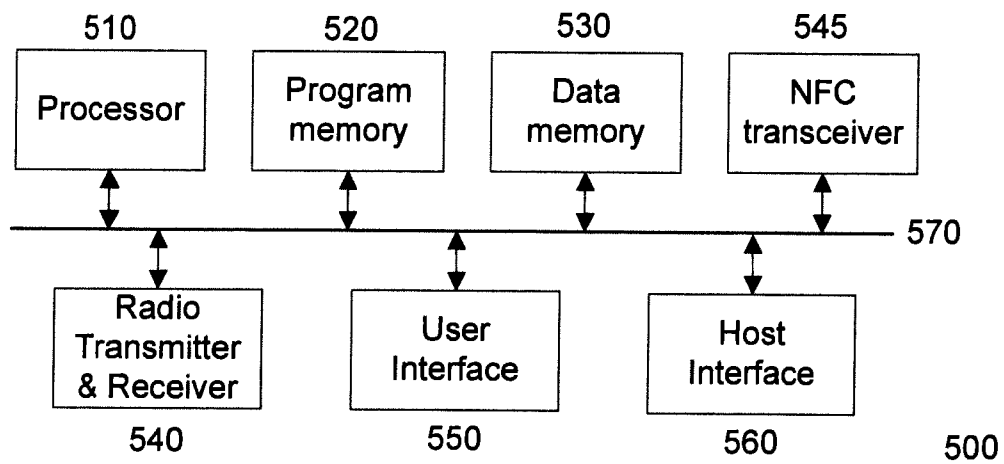 510
520
530
545
Processor
Program
memory
Data
memory
NFC
transceiver
570
Radio
Transmitter
& Receiver
User
Interface
Host
Interface
540
550
560
500